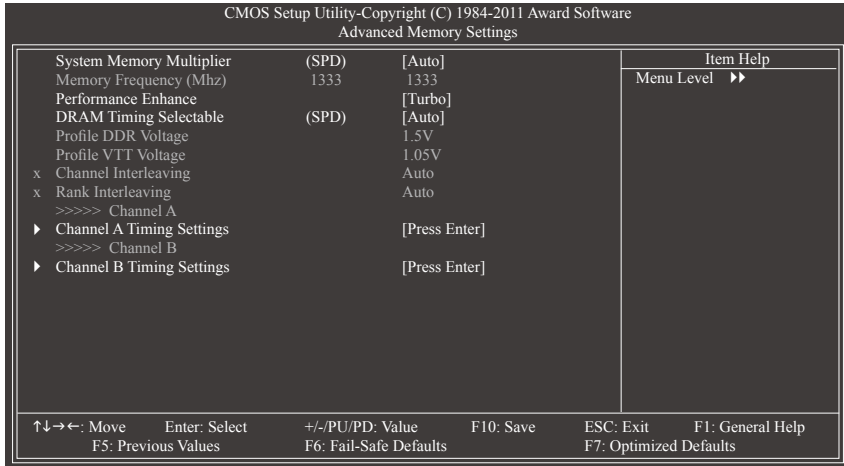 CMOS Setup Utility-Copyright (C) 1984-2011 Award Software
Advanced Memory Settings
System Memory Multiplier (SPD) [Auto]
Memory Frequency (Mhz) 1333 1333
Performance Enhance [Turbo]
DRAM Timing Selectable (SPD) [Auto]
Profile DDR Voltage 1.5V
Profile VTT Voltage 1.05V
x Channel Interleaving Auto
x Rank Interleaving Auto
>>>>> Channel A
Channel A Timing Settings [Press Enter]
>>>>> Channel B
Channel B Timing Settings [Press Enter]
Item Help
Menu Level
↑↓→←: Move Enter: Select +/-/PU/PD: Value F10: Save ESC: Exit F1: General Help
F5: Previous Values F6: Fail-Safe Defaults F7: Optimized Defaults